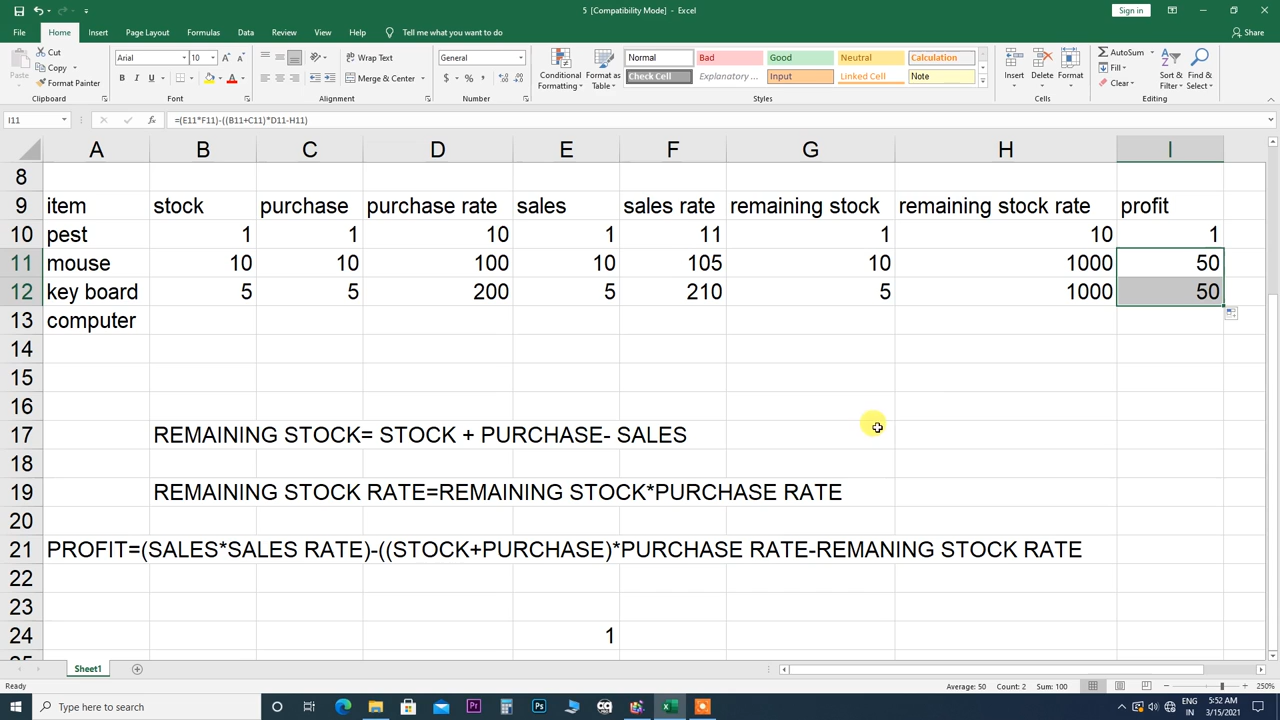 5 [Compatibility Mode] - Excel
Sign in
File Home Insert Page Layout Formulas Data Review View Help Tell me what you want to do Share
Paste Cut Copy Format Painter Clipboard
Arial 10 B I U Font
Wrap Text Merge & Center Alignment
General $ % , Number
Conditional Formatting Format as Table
Normal Bad Good Neutral Calculation
Check Cell Explanatory ... Input Linked Cell Note
Styles
Insert Delete Format Cells
AutoSum Fill Clear Sort & Filter Find & Select Editing
I11 fx =(E11*F11)-((B11+C11)*D11-H11)
A B C D E F G H I
8
9 item stock purchase purchase rate sales sales rate remaining stock remaining stock rate profit
10 pest 1 1 10 1 11 1 10 1
11 mouse 10 10 100 10 105 10 1000 50
12 key board 5 5 200 5 210 5 1000 50
13 computer
14
15
16
17 REMAINING STOCK= STOCK + PURCHASE- SALES
18
19 REMAINING STOCK RATE=REMAINING STOCK*PURCHASE RATE
20
21 PROFIT=(SALES*SALES RATE)-((STOCK+PURCHASE)*PURCHASE RATE-REMANING STOCK RATE
22
23
24 1
Sheet1
Ready Average: 50 Count: 2 Sum: 100 250%
Type here to search
ENG IN 5:52 AM 3/15/2021